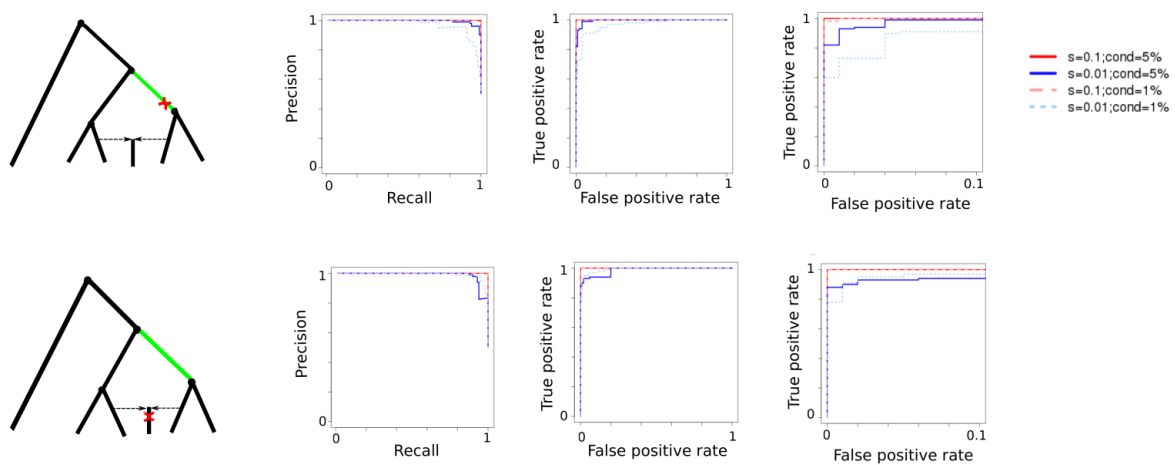 1
Precision
0
0
1
Recall
1
True positive rate
0
0
1
False positive rate
1
True positive rate
0
0
0.1
False positive rate
s=0.1;cond=5%
s=0.01;cond=5%
s=0.1;cond=1%
s=0.01;cond=1%
1
Precision
0
0
1
Recall
1
True positive rate
0
0
1
False positive rate
1
True positive rate
0
0
0.1
False positive rate